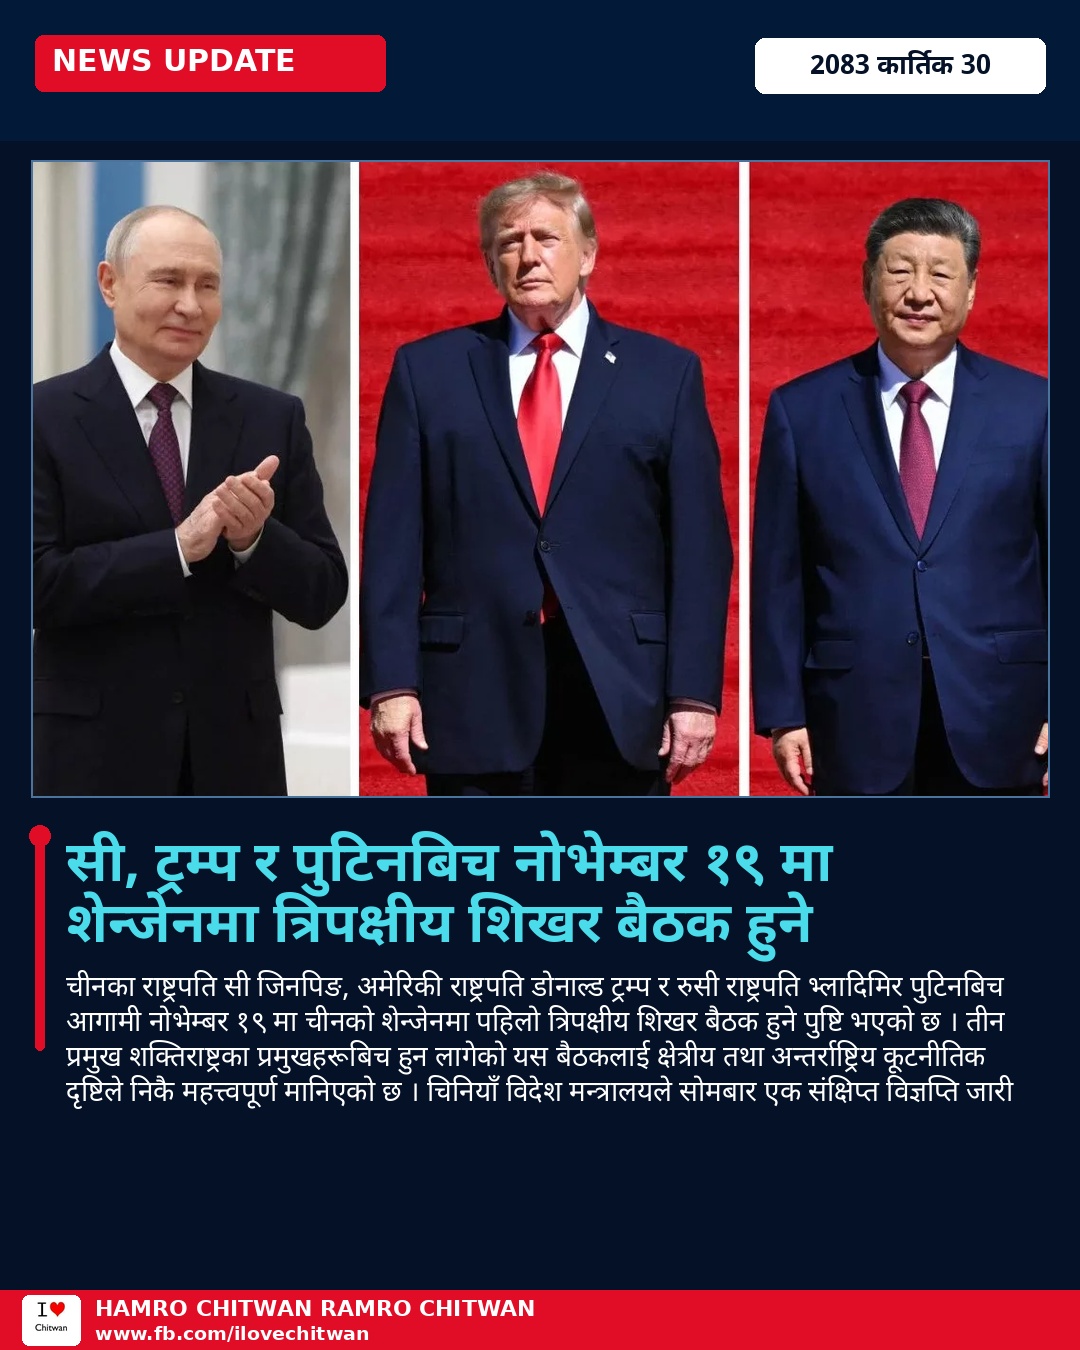 NEWS UPDATE
2083 कार्तिक 30
सी, ट्रम्प र पुटिनबिच नोभेम्बर १९ मा
शेन्जेनमा त्रिपक्षीय शिखर बैठक हुने
चीनका राष्ट्रपति सी जिनपिङ, अमेरिकी राष्ट्रपति डोनाल्ड ट्रम्प र रुसी राष्ट्रपति भ्लादिमिर पुटिनबिच
आगामी नोभेम्बर १९ मा चीनको शेन्जेनमा पहिलो त्रिपक्षीय शिखर बैठक हुने पुष्टि भएको छ । तीन
प्रमुख शक्तिराष्ट्रका प्रमुखहरूबिच हुन लागेको यस बैठकलाई क्षेत्रीय तथा अन्तर्राष्ट्रिय कूटनीतिक
दृष्टिले निकै महत्त्वपूर्ण मानिएको छ । चिनियाँ विदेश मन्त्रालयले सोमबार एक संक्षिप्त विज्ञप्ति जारी
I❤
Chitwan
HAMRO CHITWAN RAMRO CHITWAN
www.fb.com/ilovechitwan